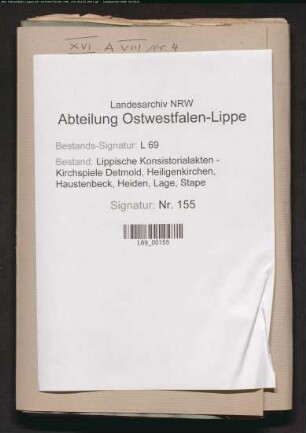 XVI A VIII Nr. 4
Landesarchiv NRW
Abteilung Ostwestfalen-Lippe
Bestands-Signatur: L 69
Bestand: Lippische Konsistorialakten -
Kirchspiele Detmold, Heiligenkirchen,
Haustenbeck, Heiden, Lage, Stape
Signatur: Nr. 155
L69_00155